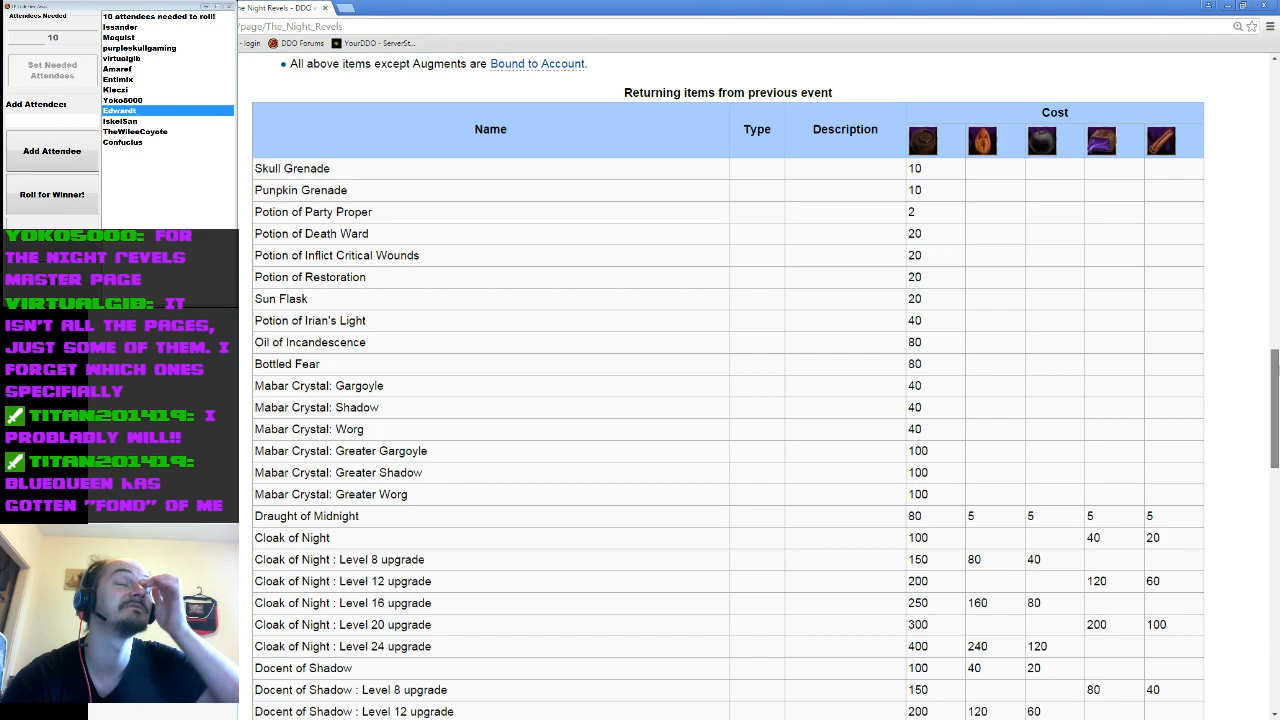 Attendees Needed
10
Set Needed
Attendees
Add Attendee:
Add Attendee
Roll for Winner!
10 attendees needed to roll!
Issander
Maquist
purpleskullgaming
virtualgib
Amaref
Entimix
Kleczi
Yoko5000
Edwardt
IskelSan
TheWileeCoyote
Confucius
YOKO5000: FOR
THE NIGHT REVELS
MASTER PAGE
VIRTUALGIB: IT
ISN'T ALL THE PAGES,
JUST SOME OF THEM. I
FORGET WHICH ONES
SPECIFIALLY
TITAN201419: I
PROBLADLY WILL!!
TITAN201419:
BLUEQUEEN HAS
GOTTEN "FOND" OF ME
The Night Revels - DDO
/page/The_Night_Revels
- login
DDO Forums
YourDDO - ServerSt...
All above items except Augments are Bound to Account.
Returning items from previous event
Name Type Description Cost
Skull Grenade 10
Punpkin Grenade 10
Potion of Party Proper 2
Potion of Death Ward 20
Potion of Inflict Critical Wounds 20
Potion of Restoration 20
Sun Flask 20
Potion of Irian's Light 40
Oil of Incandescence 80
Bottled Fear 80
Mabar Crystal: Gargoyle 40
Mabar Crystal: Shadow 40
Mabar Crystal: Worg 40
Mabar Crystal: Greater Gargoyle 100
Mabar Crystal: Greater Shadow 100
Mabar Crystal: Greater Worg 100
Draught of Midnight 80 5 5 5 5
Cloak of Night 100 40 20
Cloak of Night : Level 8 upgrade 150 80 40
Cloak of Night : Level 12 upgrade 200 120 60
Cloak of Night : Level 16 upgrade 250 160 80
Cloak of Night : Level 20 upgrade 300 200 100
Cloak of Night : Level 24 upgrade 400 240 120
Docent of Shadow 100 40 20
Docent of Shadow : Level 8 upgrade 150 80 40
Docent of Shadow : Level 12 upgrade 200 120 60